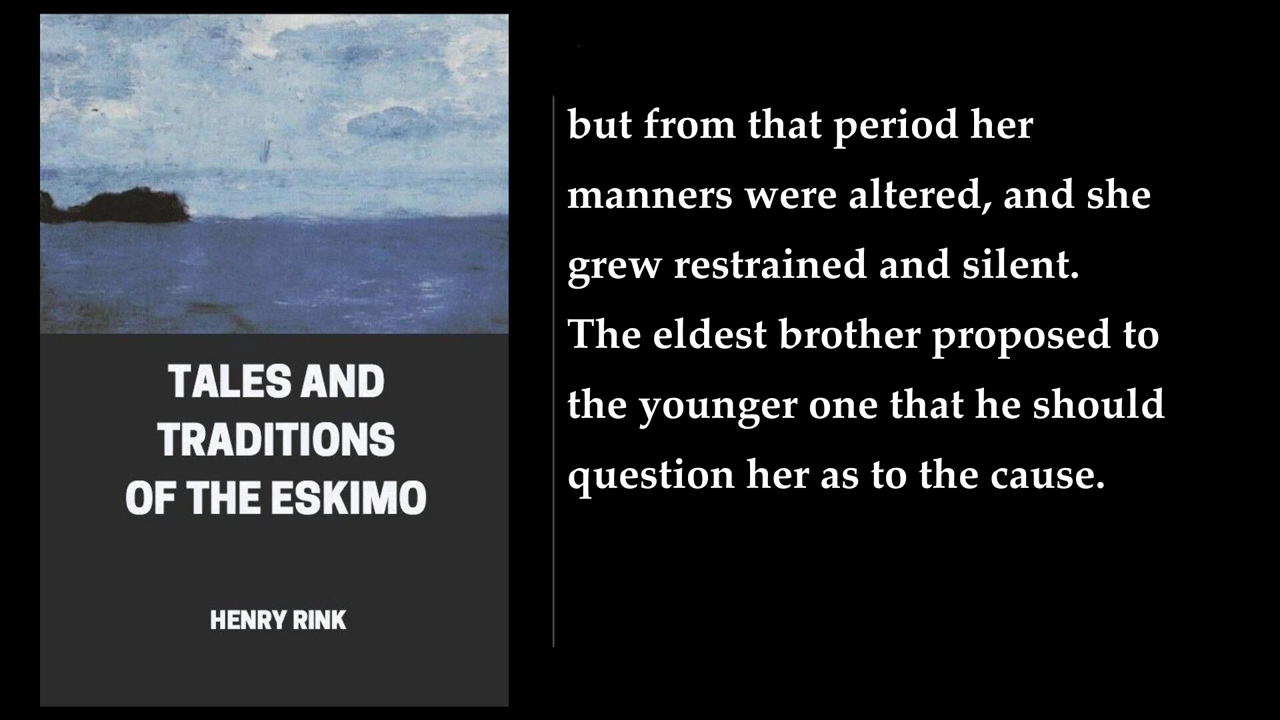 TALES AND
TRADITIONS
OF THE ESKIMO
HENRY RINK
but from that period her
manners were altered, and she
grew restrained and silent.
The eldest brother proposed to
the younger one that he should
question her as to the cause.